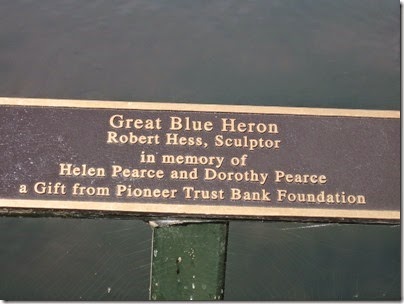 Great Blue Heron
Robert Hess, Sculptor
in memory of
Helen Pearce and Dorothy Pearce
a Gift from Pioneer Trust Bank Foundation